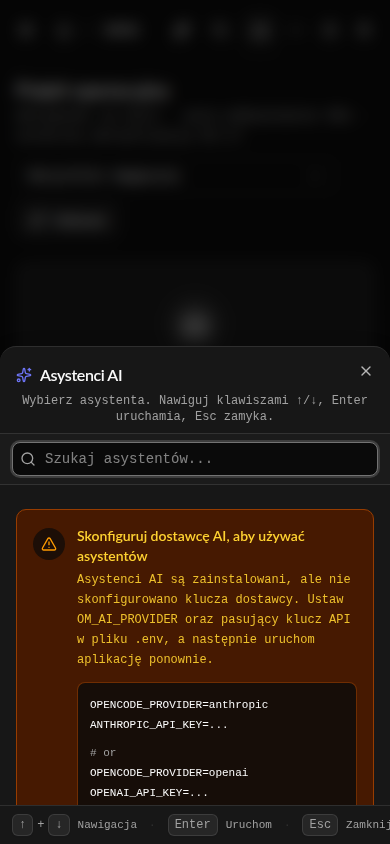 Asystenci AI
Wybierz asystenta. Nawiguj klawiszami ↑/↓, Enter
uruchamia, Esc zamyka.
Szukaj asystentów...
Skonfiguruj dostawcę AI, aby używać
asystentów
Asystenci AI są zainstalowani, ale nie
skonfigurowano klucza dostawcy. Ustaw
OM_AI_PROVIDER oraz pasujący klucz API
w pliku .env, a następnie uruchom
aplikację ponownie.
OPENCODE_PROVIDER=anthropic
ANTHROPIC_API_KEY=...
# or
OPENCODE_PROVIDER=openai
OPENAI_API_KEY=...
↑ + ↓ Nawigacja · Enter Uruchom · Esc Zamknij